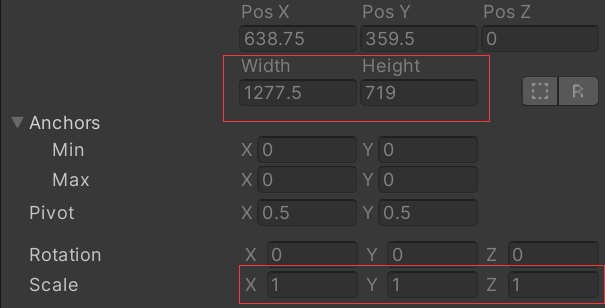 Pos X Pos Y Pos Z
638.75 359.5 0
Width Height
1277.5 719 R
Anchors
Min X 0 Y 0
Max X 0 Y 0
Pivot X 0.5 Y 0.5
Rotation X 0 Y 0 Z 0
Scale X 1 Y 1 Z 1